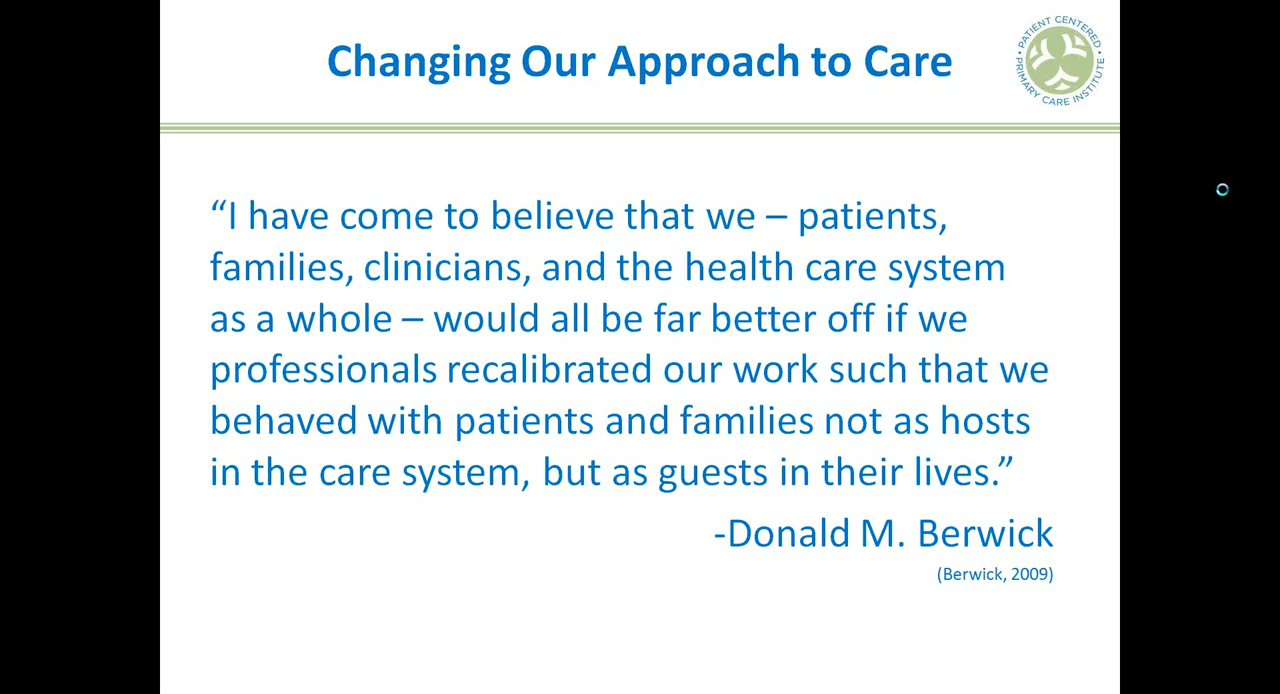 Changing Our Approach to Care
• PATIENT CENTERED •
PRIMARY CARE INSTITUTE
“I have come to believe that we – patients,
families, clinicians, and the health care system
as a whole – would all be far better off if we
professionals recalibrated our work such that we
behaved with patients and families not as hosts
in the care system, but as guests in their lives.”
-Donald M. Berwick
(Berwick, 2009)